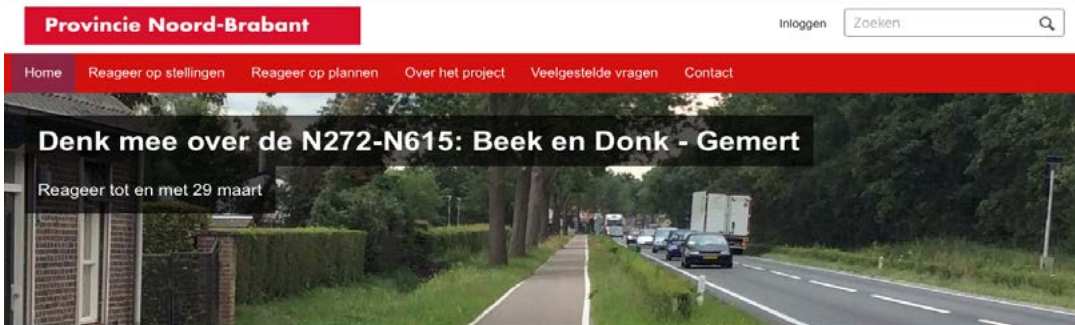 Provincie Noord-Brabant
Inloggen
Zoeken
Home Reageer op stellingen Reageer op plannen Over het project Veelgestelde vragen Contact
Denk mee over de N272-N615: Beek en Donk - Gemert
Reageer tot en met 29 maart